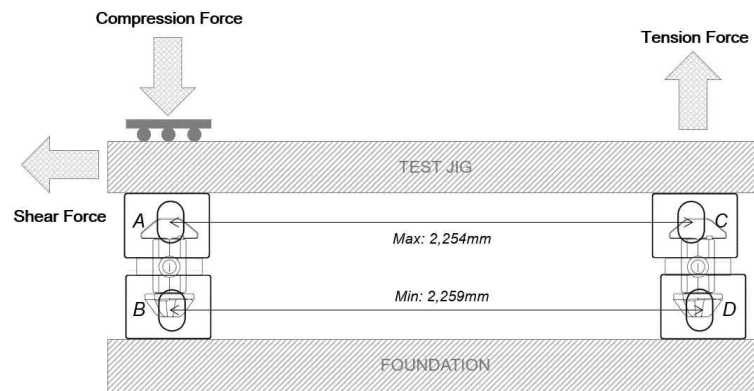 Compression Force
Tension Force
TEST JIG
Shear Force
A
C
Max: 2,254mm
Min: 2,259mm
B
D
FOUNDATION